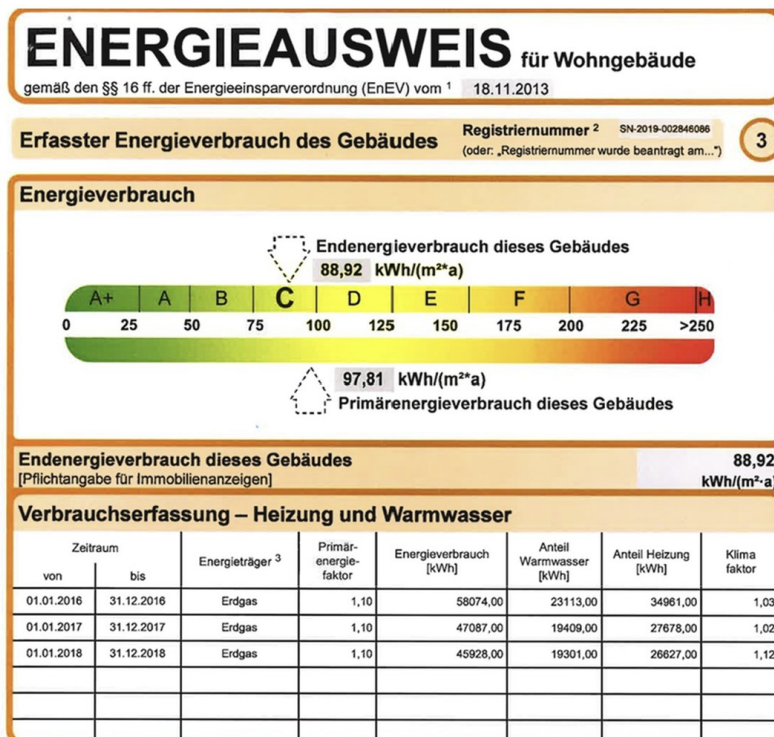 ENERGIEAUSWEIS für Wohngebäude
gemäß den §§ 16 ff. der Energieeinsparverordnung (EnEV) vom ¹ 18.11.2013
Erfasster Energieverbrauch des Gebäudes
Registriernummer ² SN-2019-002846086
(oder: „Registriernummer wurde beantragt am...")
3
Energieverbrauch
Endenergieverbrauch dieses Gebäudes
88,92 kWh/(m²*a)
A+ A B C D E F G H
0 25 50 75 100 125 150 175 200 225 >250
97,81 kWh/(m²*a)
Primärenergieverbrauch dieses Gebäudes
Endenergieverbrauch dieses Gebäudes 88,92
[Pflichtangabe für Immobilienanzeigen] kWh/(m²·a)
Verbrauchserfassung – Heizung und Warmwasser
Zeitraum
von bis
Energieträger ³
Primär-
energie-
faktor
Energieverbrauch
[kWh]
Anteil
Warmwasser
[kWh]
Anteil Heizung
[kWh]
Klima
faktor
01.01.2016 31.12.2016 Erdgas 1,10 58074,00 23113,00 34961,00 1,03
01.01.2017 31.12.2017 Erdgas 1,10 47087,00 19409,00 27678,00 1,02
01.01.2018 31.12.2018 Erdgas 1,10 45928,00 19301,00 26627,00 1,12